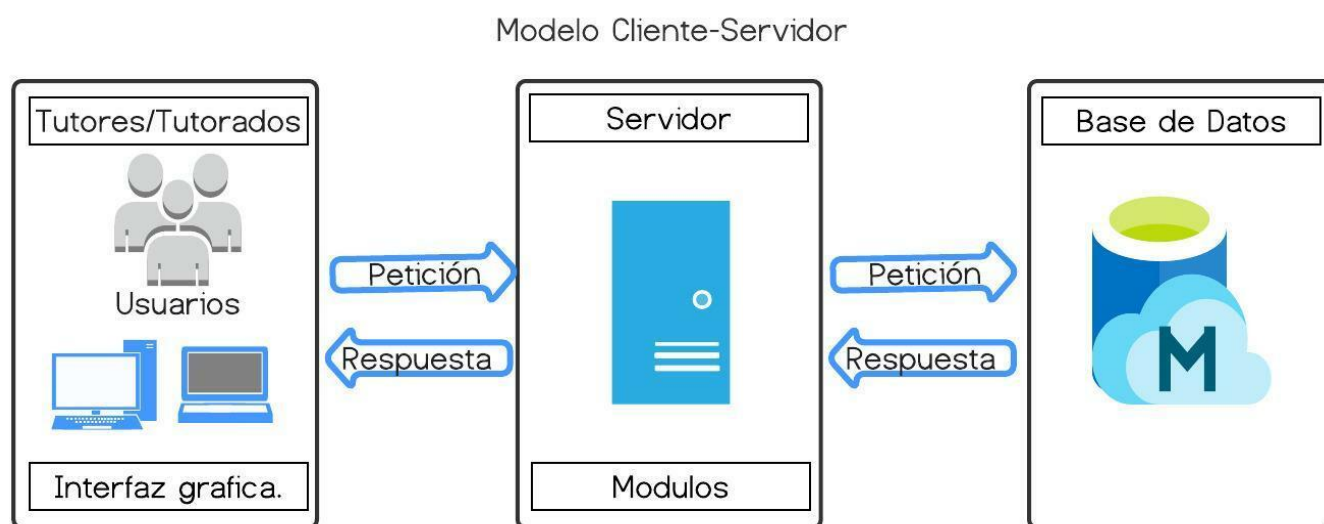 Modelo Cliente-Servidor
Tutores/Tutorados
Usuarios
Interfaz grafica.
Petición
Respuesta
Servidor
Modulos
Petición
Respuesta
Base de Datos
M